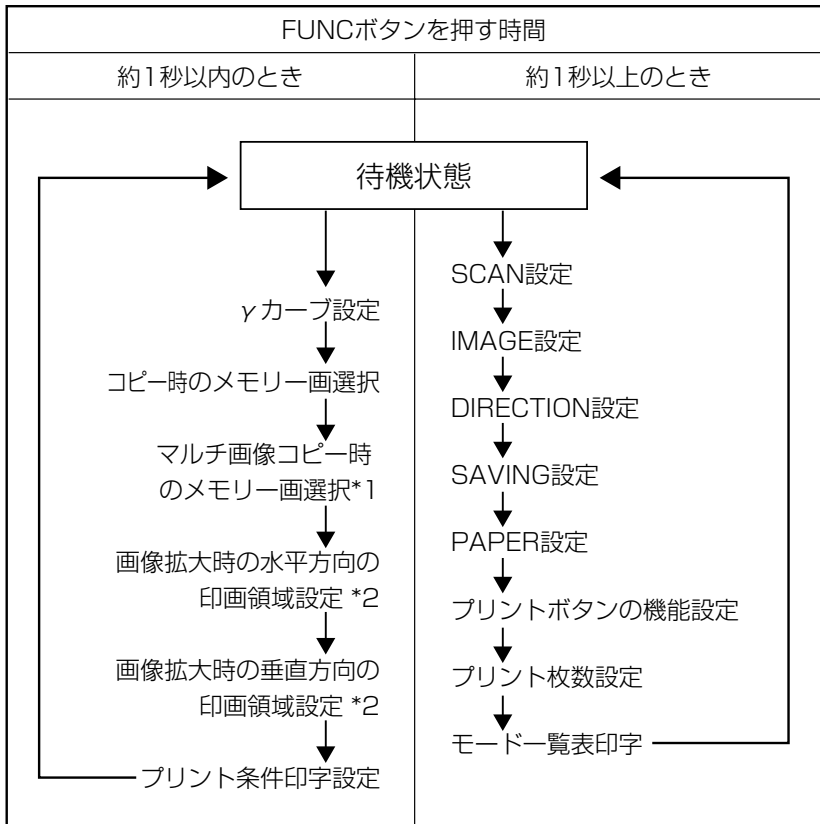 FUNCボタンを押す時間
約1秒以内のとき
約1秒以上のとき
待機状態
γカーブ設定
コピー時のメモリー画選択
マルチ画像コピー時
のメモリー画選択*1
画像拡大時の水平方向の
印画領域設定 *2
画像拡大時の垂直方向の
印画領域設定 *2
プリント条件印字設定
SCAN設定
IMAGE設定
DIRECTION設定
SAVING設定
PAPER設定
プリントボタンの機能設定
プリント枚数設定
モード一覧表印字